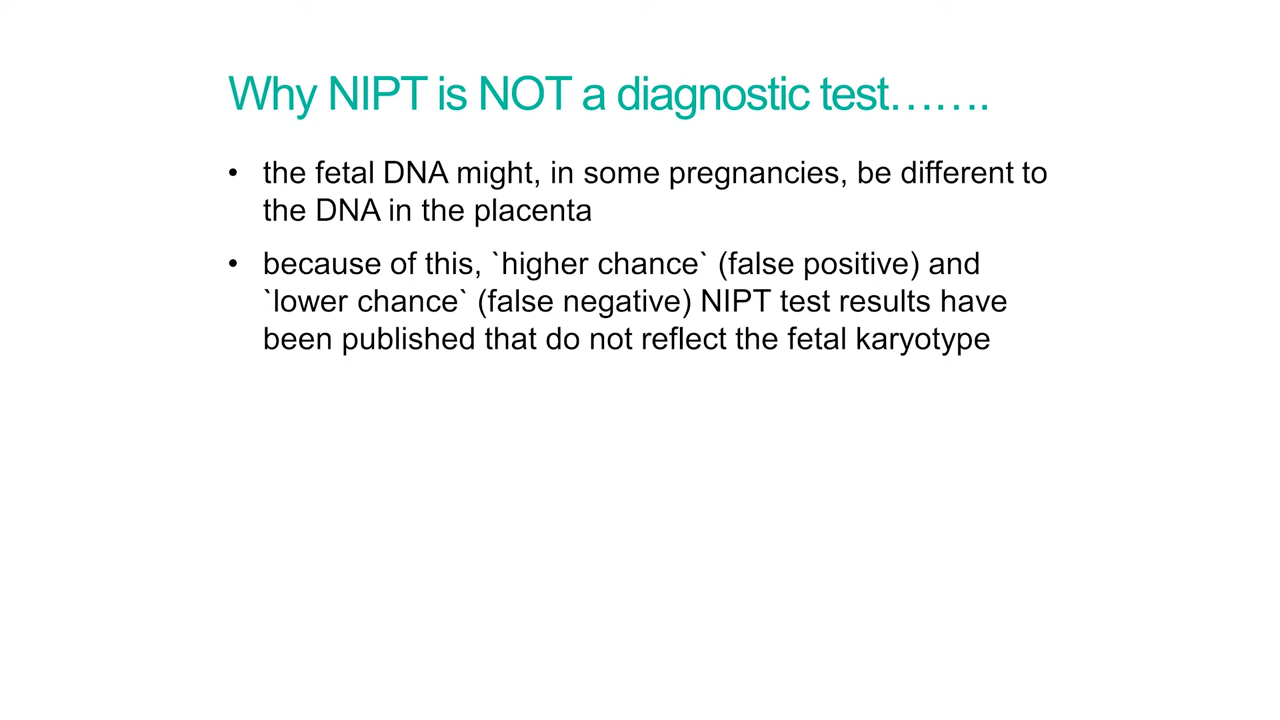 Why NIPT is NOT a diagnostic test…….
• the fetal DNA might, in some pregnancies, be different to
the DNA in the placenta
• because of this, `higher chance` (false positive) and
`lower chance` (false negative) NIPT test results have
been published that do not reflect the fetal karyotype